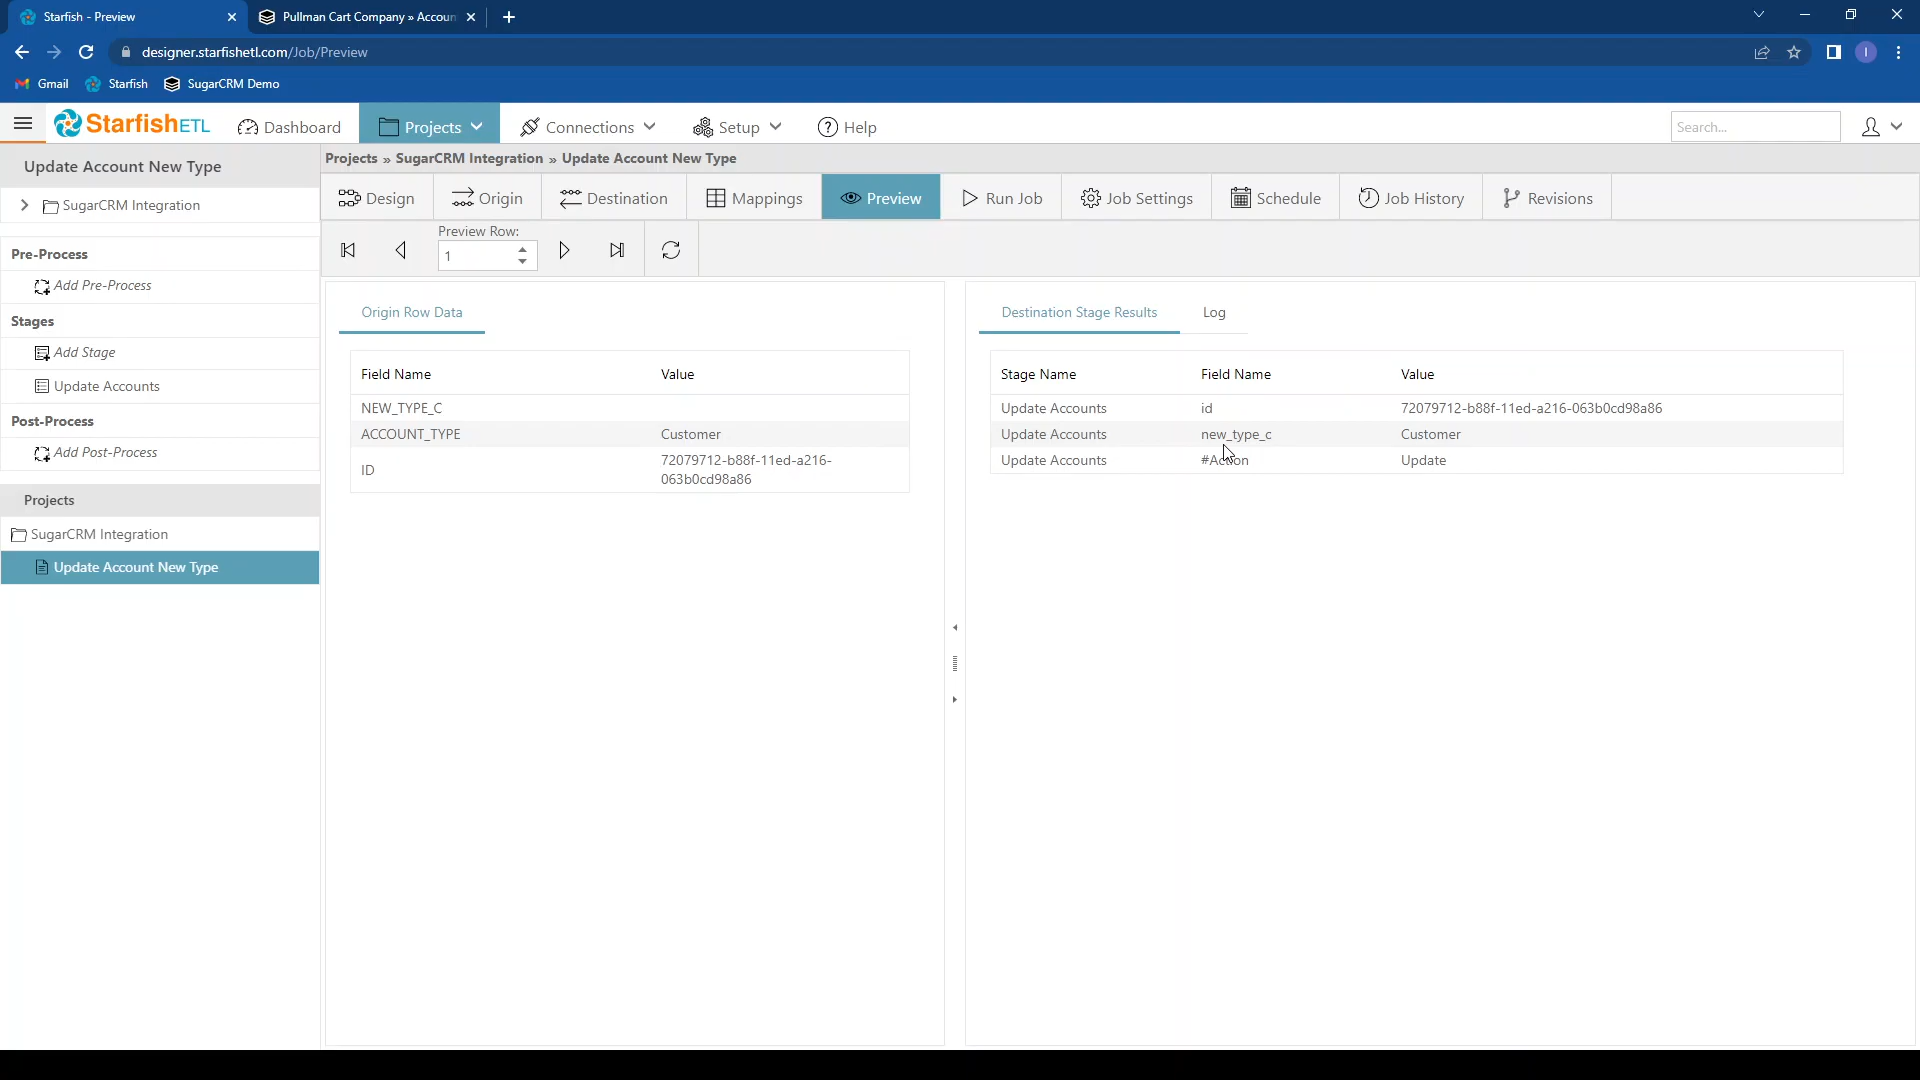 Starfish - Preview
Pullman Cart Company » Accoun
designer.starfishetl.com/Job/Preview
I
Gmail
Starfish
SugarCRM Demo
StarfishETL
Dashboard
Projects
Connections
Setup
Help
Search...
Update Account New Type
Projects » SugarCRM Integration » Update Account New Type
SugarCRM Integration
Design
Origin
Destination
Mappings
Preview
Run Job
Job Settings
Schedule
Job History
Revisions
Preview Row:
1
Pre-Process
Add Pre-Process
Stages
Add Stage
Update Accounts
Post-Process
Add Post-Process
Projects
SugarCRM Integration
Update Account New Type
Origin Row Data
Field Name Value
NEW_TYPE_C
ACCOUNT_TYPE Customer
ID 72079712-b88f-11ed-a216-
063b0cd98a86
Destination Stage Results
Log
Stage Name Field Name Value
Update Accounts id 72079712-b88f-11ed-a216-063b0cd98a86
Update Accounts new_type_c Customer
Update Accounts #Action Update